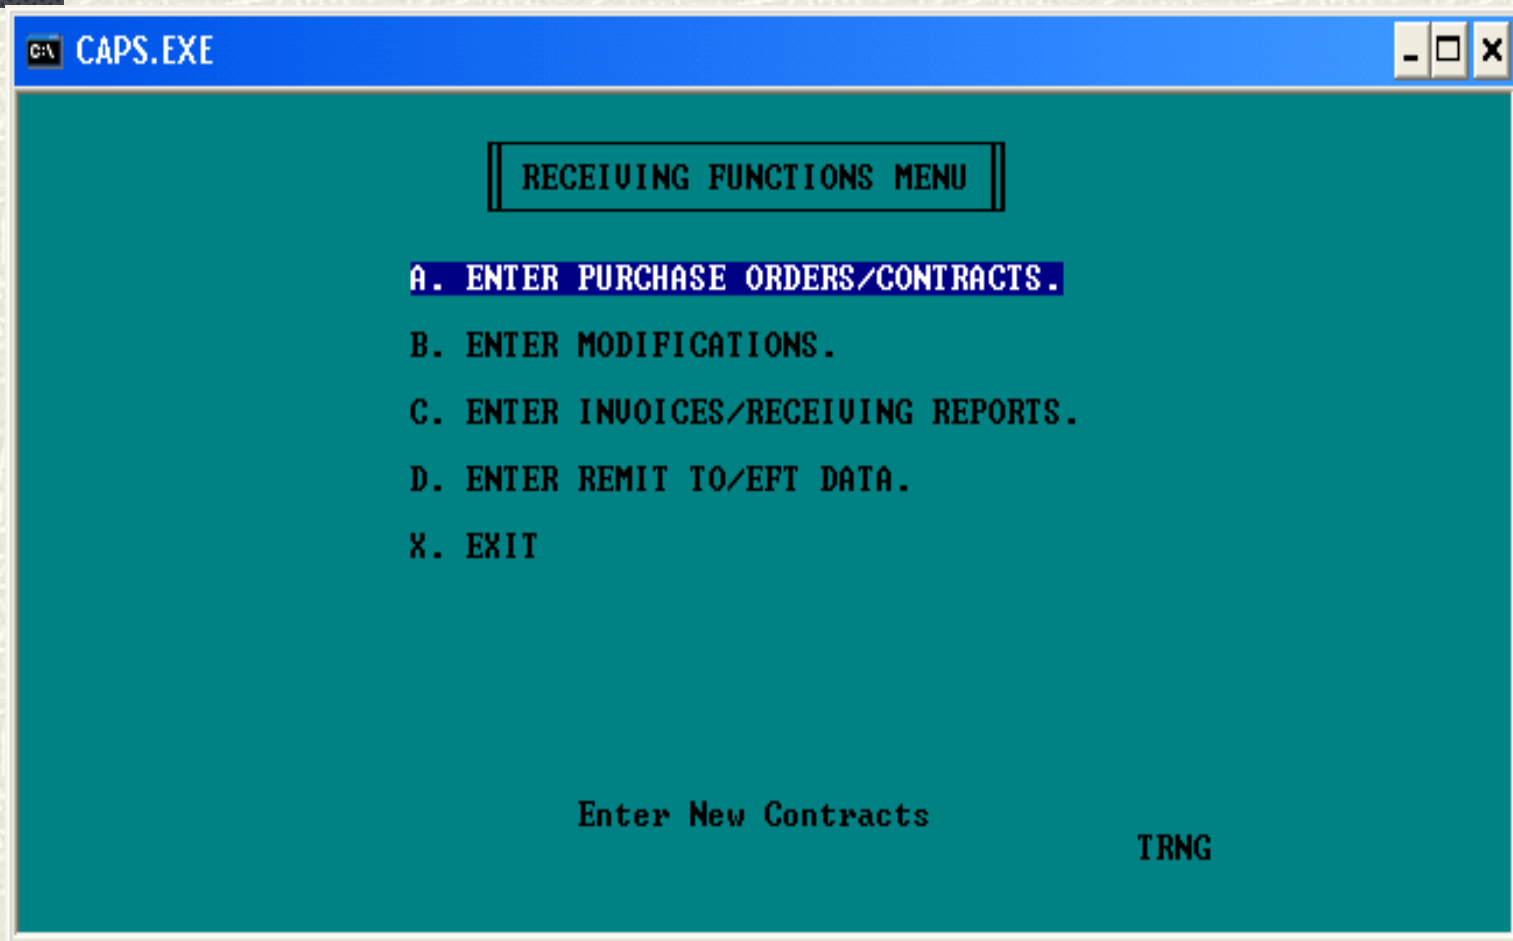 C:\ CAPS.EXE
RECEIVING FUNCTIONS MENU
A. ENTER PURCHASE ORDERS/CONTRACTS.
B. ENTER MODIFICATIONS.
C. ENTER INVOICES/RECEIVING REPORTS.
D. ENTER REMIT TO/EFT DATA.
X. EXIT
Enter New Contracts
TRNG